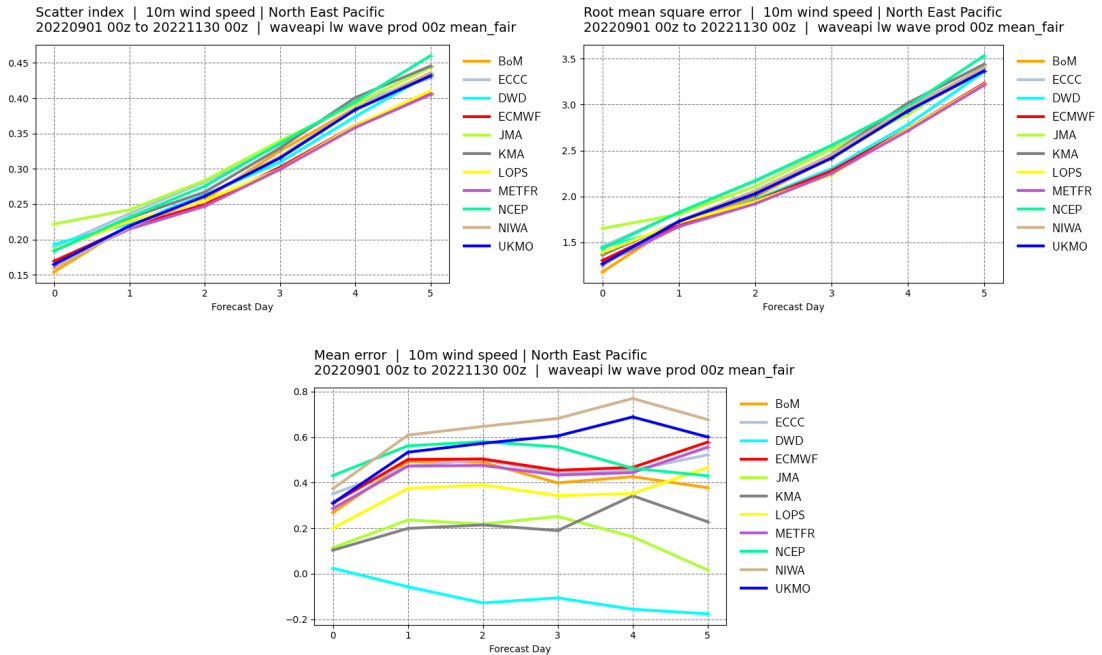 Scatter index | 10m wind speed | North East Pacific
20220901 00z to 20221130 00z | waveapi lw wave prod 00z mean_fair
0.45
0.40
0.35
0.30
0.25
0.20
0.15
0 1 2 3 4 5
Forecast Day
BoM
ECCC
DWD
ECMWF
JMA
KMA
LOPS
METFR
NCEP
NIWA
UKMO
Root mean square error | 10m wind speed | North East Pacific
20220901 00z to 20221130 00z | waveapi lw wave prod 00z mean_fair
3.5
3.0
2.5
2.0
1.5
0 1 2 3 4 5
Forecast Day
BoM
ECCC
DWD
ECMWF
JMA
KMA
LOPS
METFR
NCEP
NIWA
UKMO
Mean error | 10m wind speed | North East Pacific
20220901 00z to 20221130 00z | waveapi lw wave prod 00z mean_fair
0.8
0.6
0.4
0.2
0.0
−0.2
0 1 2 3 4 5
Forecast Day
BoM
ECCC
DWD
ECMWF
JMA
KMA
LOPS
METFR
NCEP
NIWA
UKMO